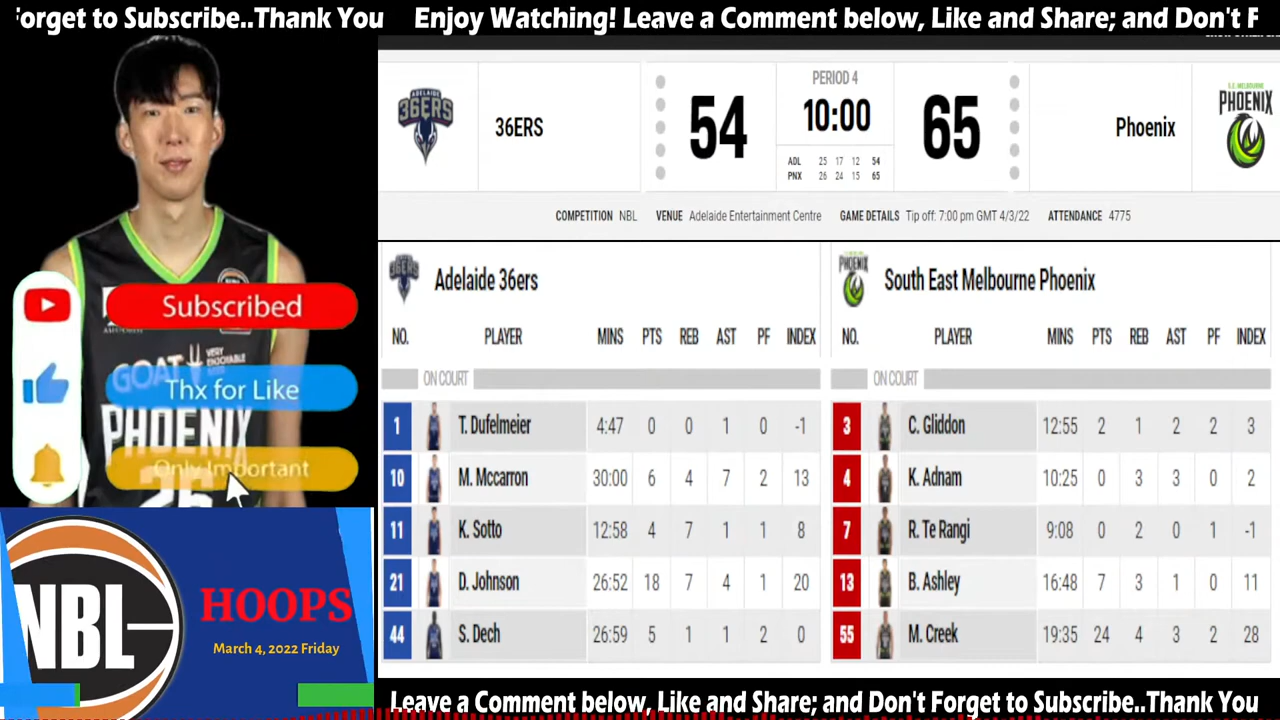 Forget to Subscribe..Thank You Enjoy Watching! Leave a Comment below, Like and Share; and Don't F
ADELAIDE
36ERS
36ERS
54
PERIOD 4
10:00
65
Phoenix
S.E. MELBOURNE
PHOENIX
ADL 25 17 12 54
PNX 26 24 15 65
COMPETITION NBL VENUE Adelaide Entertainment Centre GAME DETAILS Tip off: 7:00 pm GMT 4/3/22 ATTENDANCE 4775
36ERS
Adelaide 36ers
PHOENIX
South East Melbourne Phoenix
NO. PLAYER MINS PTS REB AST PF INDEX
NO. PLAYER MINS PTS REB AST PF INDEX
ON COURT
ON COURT
1 T. Dufelmeier 4:47 0 0 1 0 -1
3 C. Gliddon 12:55 2 1 2 2 3
10 M. Mccarron 30:00 6 4 7 2 13
4 K. Adnam 10:25 0 3 3 0 2
11 K. Sotto 12:58 4 7 1 1 8
7 R. Te Rangi 9:08 0 2 0 1 -1
21 D. Johnson 26:52 18 7 4 1 20
13 B. Ashley 16:48 7 3 1 0 11
44 S. Dech 26:59 5 1 1 2 0
55 M. Creek 19:35 24 4 3 2 28
Subscribed
GOAT VERY
ENJOYABLE
Thx for Like
PHOENIX
Only Important
NBL
HOOPS
March 4, 2022 Friday
Leave a Comment below, Like and Share; and Don't Forget to Subscribe..Thank You